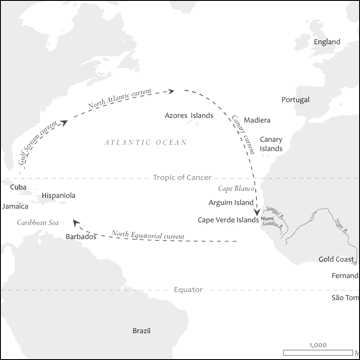 England
North Atlantic current
Portugal
Azores Islands
Madiera
Gulf Stream current
Canary current
ATLANTIC OCEAN
Canary
Islands
Tropic of Cancer
Cuba
Cape Blanco
Hispaniola
Arguim Island
Jamaica
Cape Verde Islands
Caribbean Sea
Barbados
North Equatorial current
Gold Coast
Fernand
Equator
São Tom
Brazil
1,000
M